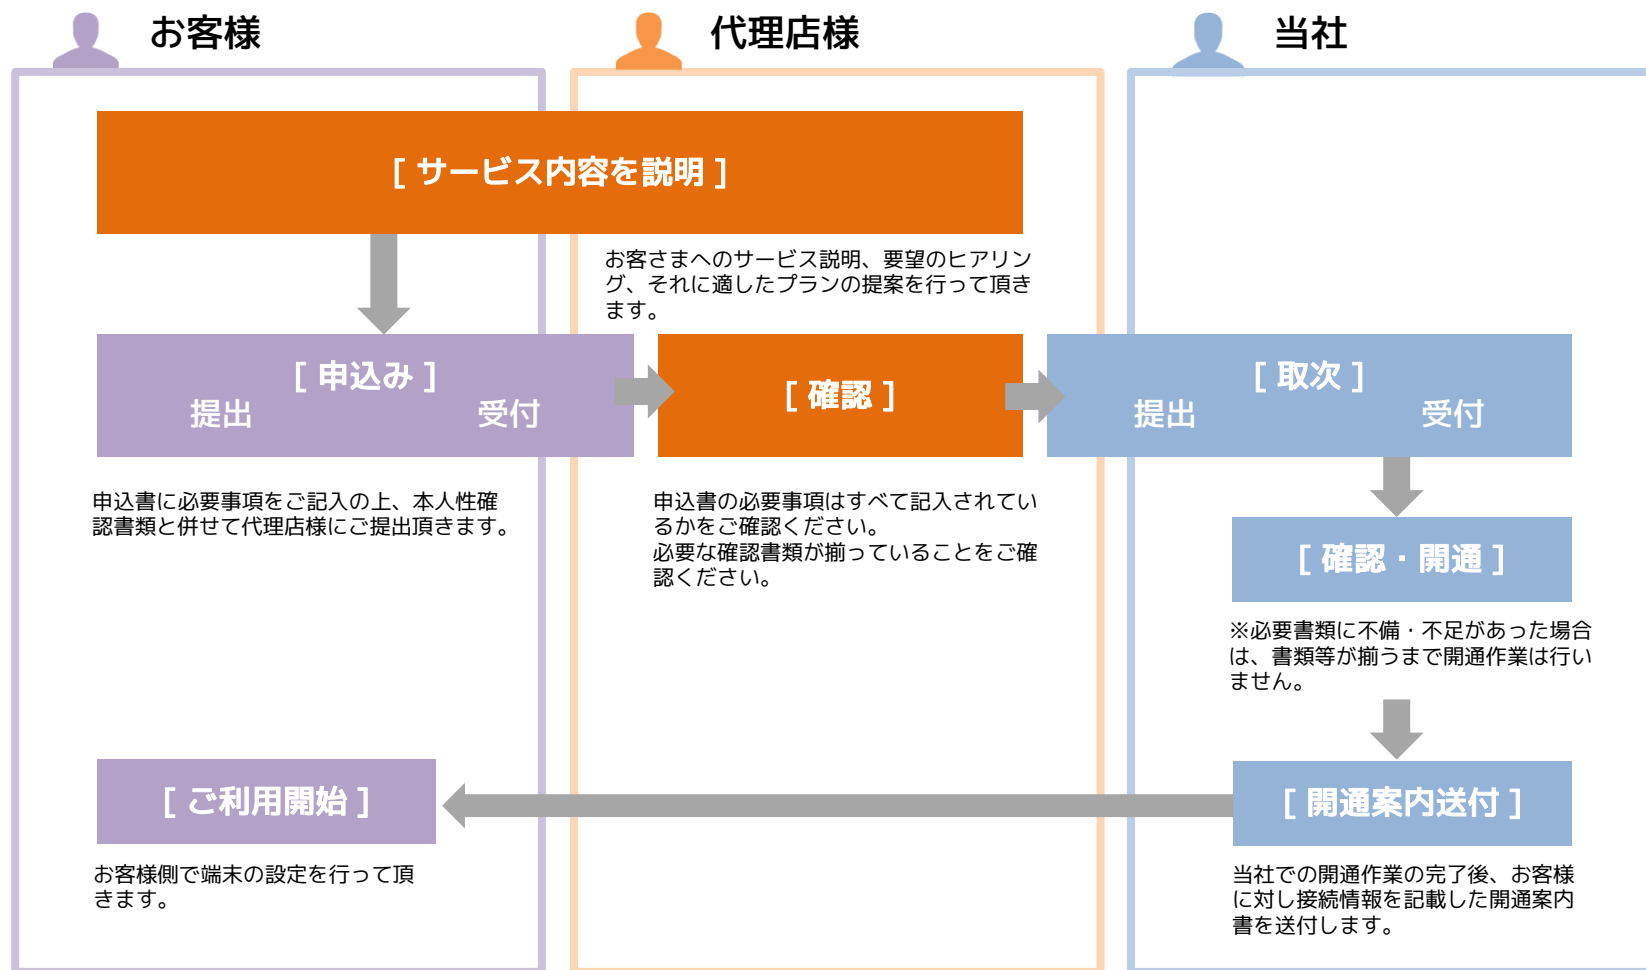 お客様
代理店様
当社
[ サービス内容を説明 ]
お客さまへのサービス説明、要望のヒアリン
グ、それに適したプランの提案を行って頂き
ます。
[ 申込み ]
提出 受付
[ 確認 ]
[ 取次 ]
提出 受付
申込書に必要事項をご記入の上、本人性確
認書類と併せて代理店様にご提出頂きます。
申込書の必要事項はすべて記入されてい
るかをご確認ください。
必要な確認書類が揃っていることをご確
認ください。
[ 確認・開通 ]
※必要書類に不備・不足があった場合
は、書類等が揃うまで開通作業は行い
ません。
[ ご利用開始 ]
[ 開通案内送付 ]
お客様側で端末の設定を行って頂
きます。
当社での開通作業の完了後、お客様
に対し接続情報を記載した開通案内
書を送付します。